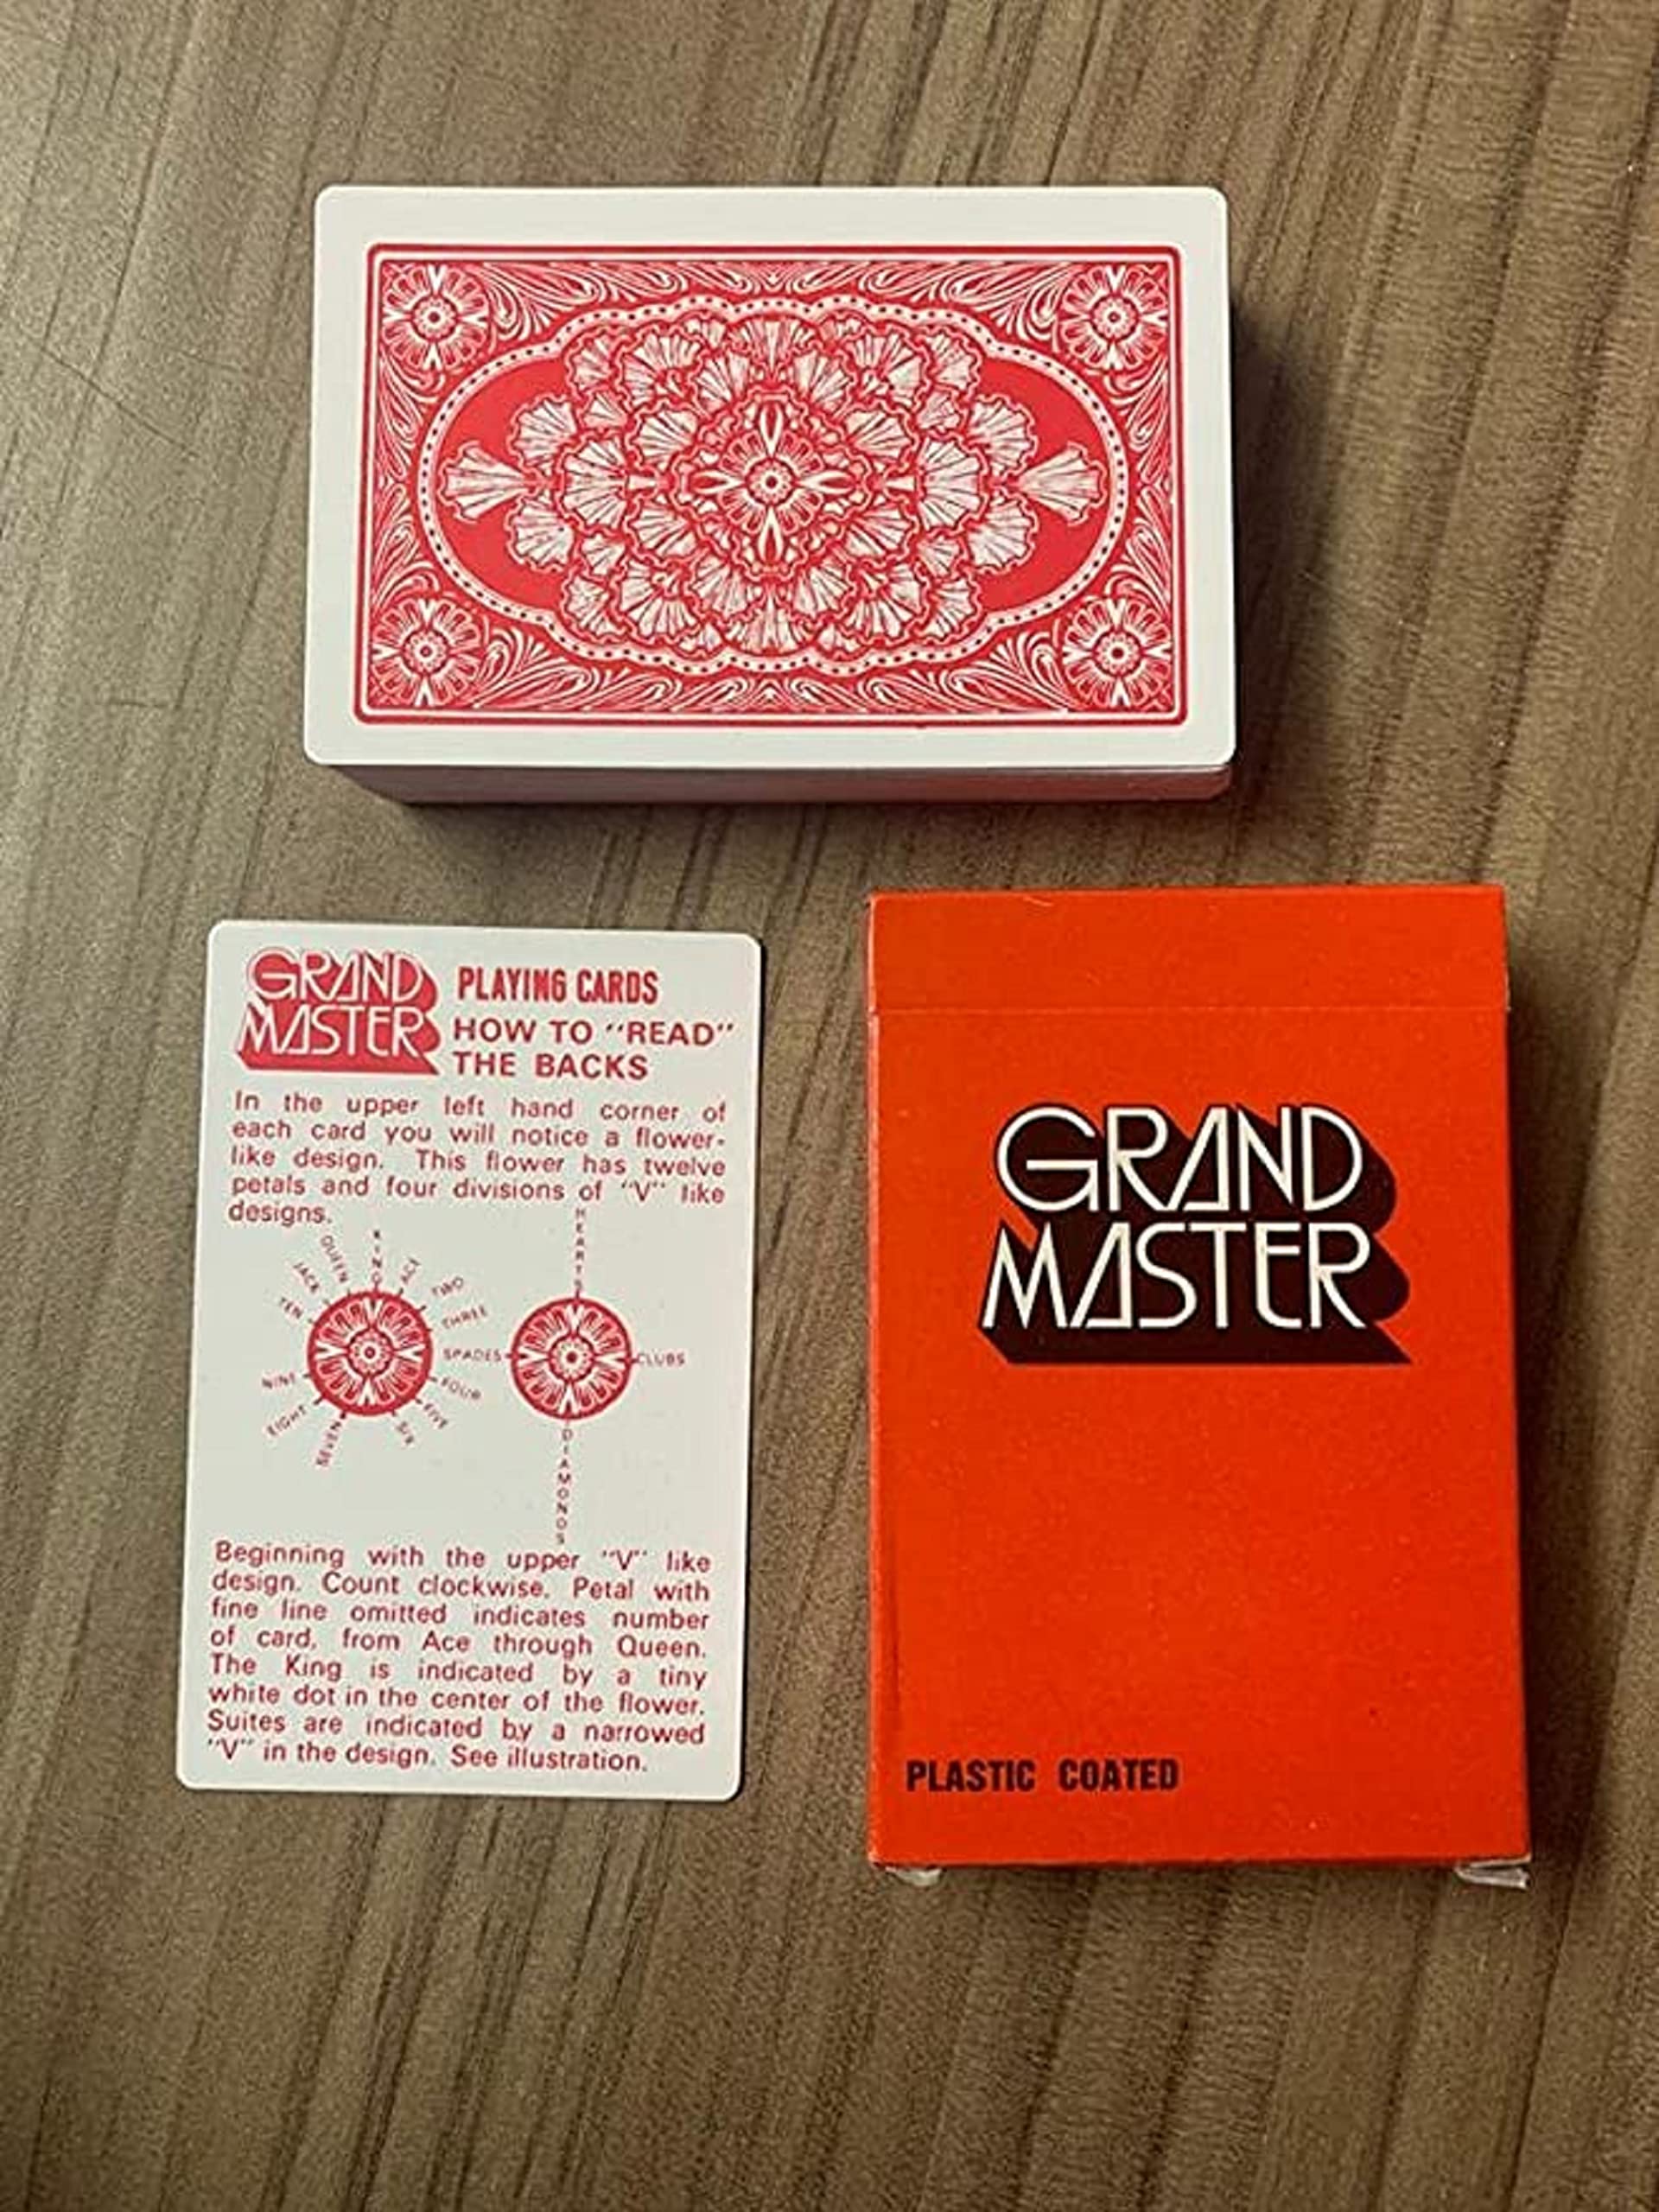 GRAND
MASTER
PLAYING CARDS
HOW TO "READ"
THE BACKS
In the upper left hand corner of
each card you will notice a flower-
like design. This flower has twelve
petals and four divisions of "V" like
designs.
KING
ACE
TWO
THREE
FOUR
FIVE
SIX
SEVEN
EIGHT
NINE
TEN
JACK
QUEEN
HEARTS
CLUBS
DIAMONDS
SPADES
Beginning with the upper "V" like
design. Count clockwise. Petal with
fine line omitted indicates number
of card, from Ace through Queen.
The King is indicated by a tiny
white dot in the center of the flower.
Suites are indicated by a narrowed
"V" in the design. See illustration.
GRAND
MASTER
PLASTIC COATED